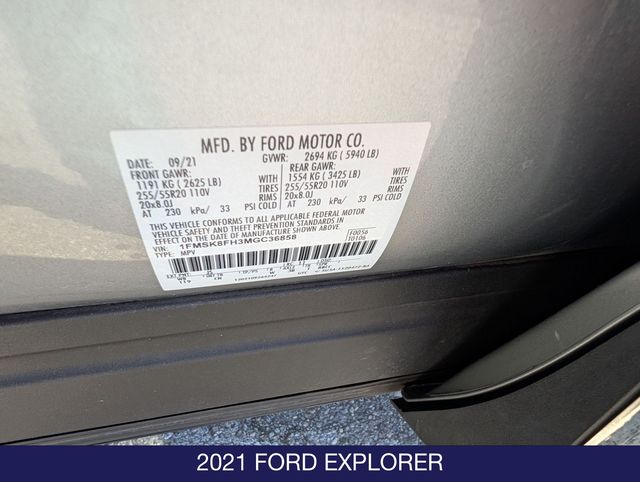 MFD. BY FORD MOTOR CO.
DATE: 09/21 GVWR: 2694 KG ( 5940 LB)
FRONT GAWR: REAR GAWR:
1191 KG ( 2625 LB) WITH 1554 KG ( 3425 LB) WITH
255/55R20 110V TIRES 255/55R20 110V TIRES
20x8.0J RIMS 20x8.0J RIMS
AT 230 kPa/ 33 PSI COLD AT 230 kPa/ 33 PSI COLD
THIS VEHICLE CONFORMS TO ALL APPLICABLE FEDERAL MOTOR
VEHICLE SAFETY AND THEFT PREVENTION STANDARDS IN
EFFECT ON THE DATE OF MANUFACTURE SHOWN ABOVE.
VIN: 1FMSK8FH3MGC36858 F0056
TYPE: MPV T0106
EXT PNT
2021 FORD EXPLORER